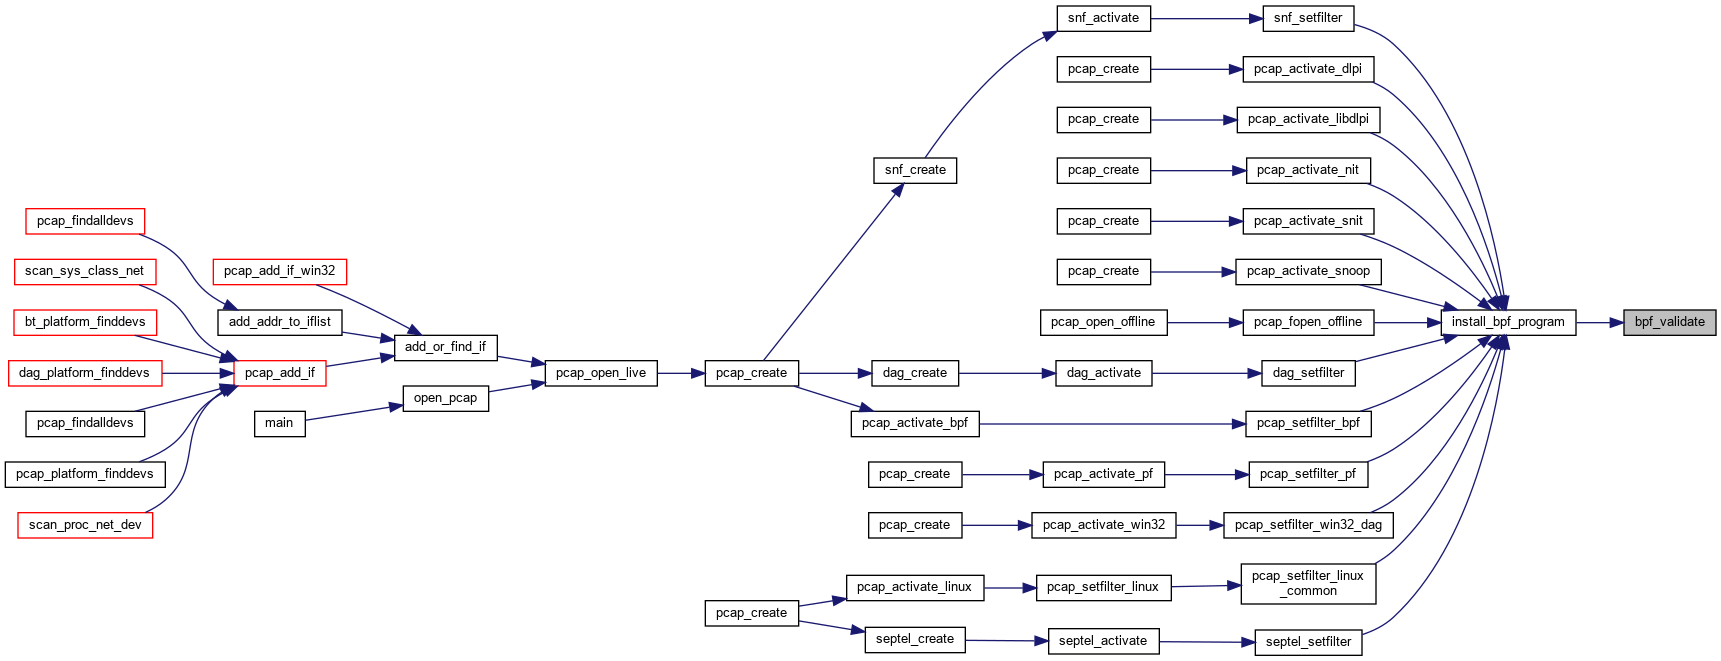 snf_activate
snf_setfilter
pcap_create
pcap_activate_dlpi
pcap_create
pcap_activate_libdlpi
snf_create
pcap_create
pcap_activate_nit
pcap_findalldevs
pcap_create
pcap_activate_snit
scan_sys_class_net
pcap_add_if_win32
pcap_create
pcap_activate_snoop
bt_platform_finddevs
add_addr_to_iflist
pcap_open_offline
pcap_fopen_offline
install_bpf_program
bpf_validate
add_or_find_if
dag_platform_finddevs
pcap_add_if
pcap_open_live
pcap_create
dag_create
dag_activate
dag_setfilter
open_pcap
pcap_findalldevs
main
pcap_activate_bpf
pcap_setfilter_bpf
pcap_platform_finddevs
pcap_create
pcap_activate_pf
pcap_setfilter_pf
scan_proc_net_dev
pcap_create
pcap_activate_win32
pcap_setfilter_win32_dag
pcap_activate_linux
pcap_setfilter_linux
pcap_setfilter_linux
_common
pcap_create
septel_create
septel_activate
septel_setfilter